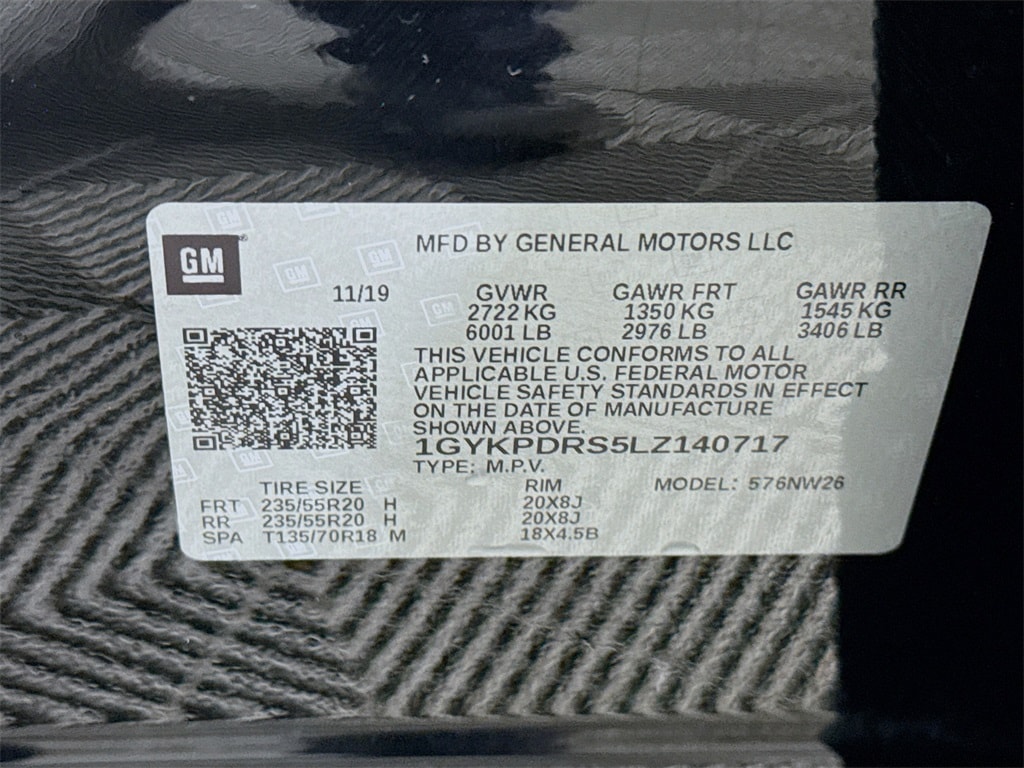 GM
MFD BY GENERAL MOTORS LLC
11/19 GVWR GAWR FRT GAWR RR
2722 KG 1350 KG 1545 KG
6001 LB 2976 LB 3406 LB
THIS VEHICLE CONFORMS TO ALL
APPLICABLE U.S. FEDERAL MOTOR
VEHICLE SAFETY STANDARDS IN EFFECT
ON THE DATE OF MANUFACTURE
SHOWN ABOVE.
1GYKPDRS5LZ140717
TYPE: M.P.V.
TIRE SIZE RIM MODEL: 576NW26
FRT 235/55R20 H 20X8J
RR 235/55R20 H 20X8J
SPA T135/70R18 M 18X4.5B